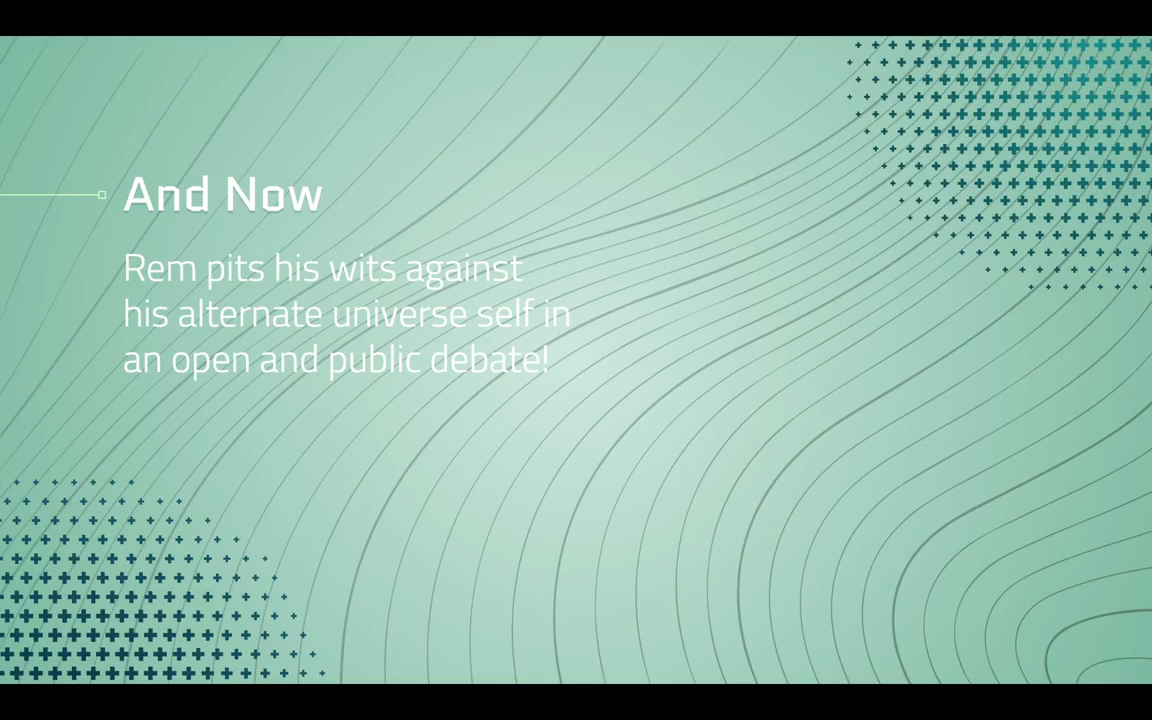 And Now
Rem pits his wits against
his alternate universe self in
an open and public debate!